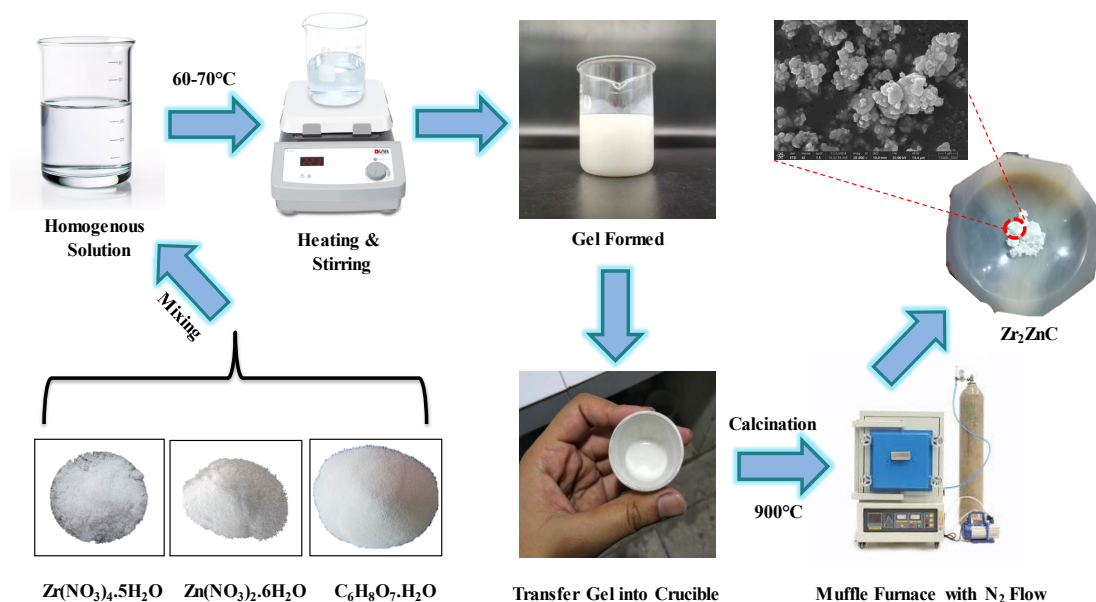 60-70°C
Homogenous
Solution
Heating &
Stirring
Gel Formed
Mixing
Zr₂ZnC
Calcination
900°C
Zr(NO₃)₄.5H₂O
Zn(NO₃)₂.6H₂O
C₆H₈O₇.H₂O
Transfer Gel into Crucible
Muffle Furnace with N₂ Flow